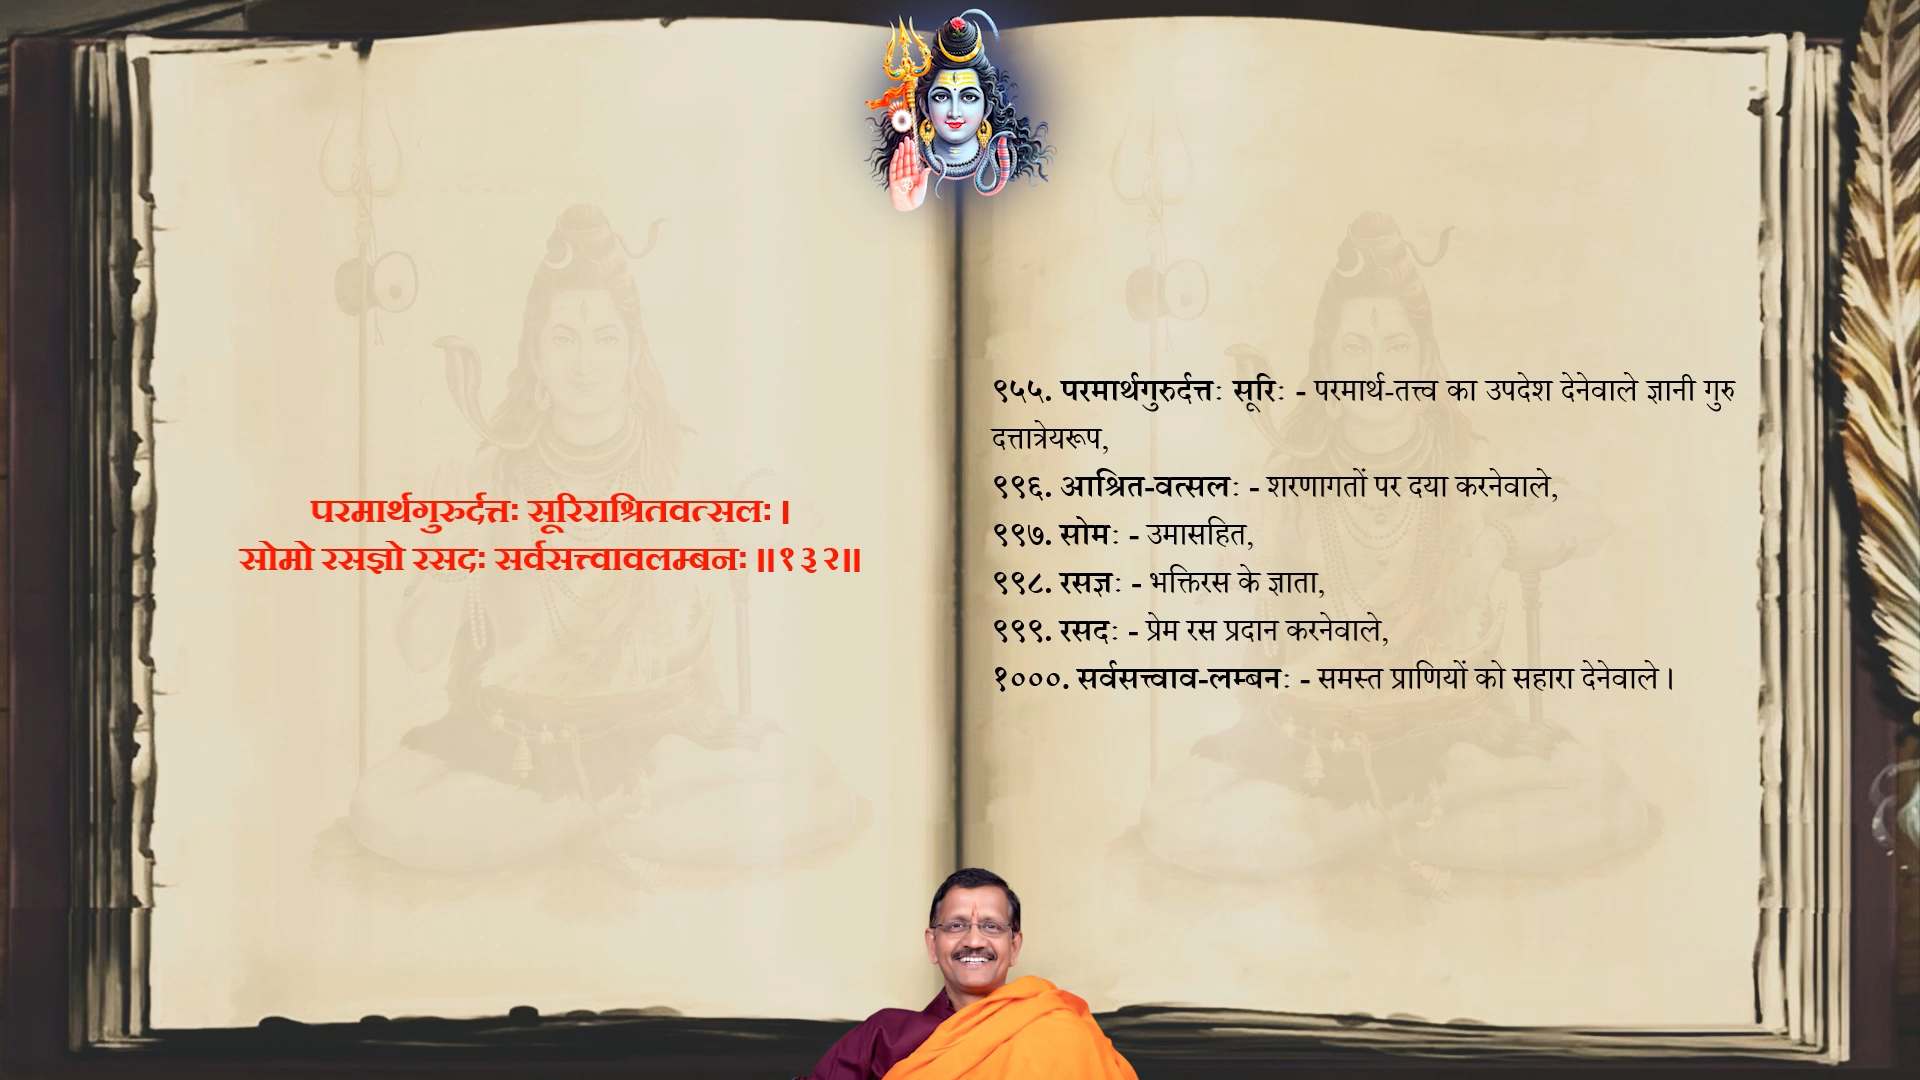 परमार्थगुरुर्दत्तः सूरिराश्रितवत्सलः ।
सोमो रसज्ञो रसदः सर्वसत्त्वावलम्बनः ॥१३२॥
९५५. परमार्थगुरुर्दत्तः सूरिः - परमार्थ-तत्त्व का उपदेश देनेवाले ज्ञानी गुरु
दत्तात्रेयरूप,
९९६. आश्रित-वत्सलः - शरणागतों पर दया करनेवाले,
९९७. सोमः - उमासहित,
९९८. रसज्ञः - भक्तिरस के ज्ञाता,
९९९. रसदः - प्रेम रस प्रदान करनेवाले,
१०००. सर्वसत्त्वाव-लम्बनः - समस्त प्राणियों को सहारा देनेवाले ।